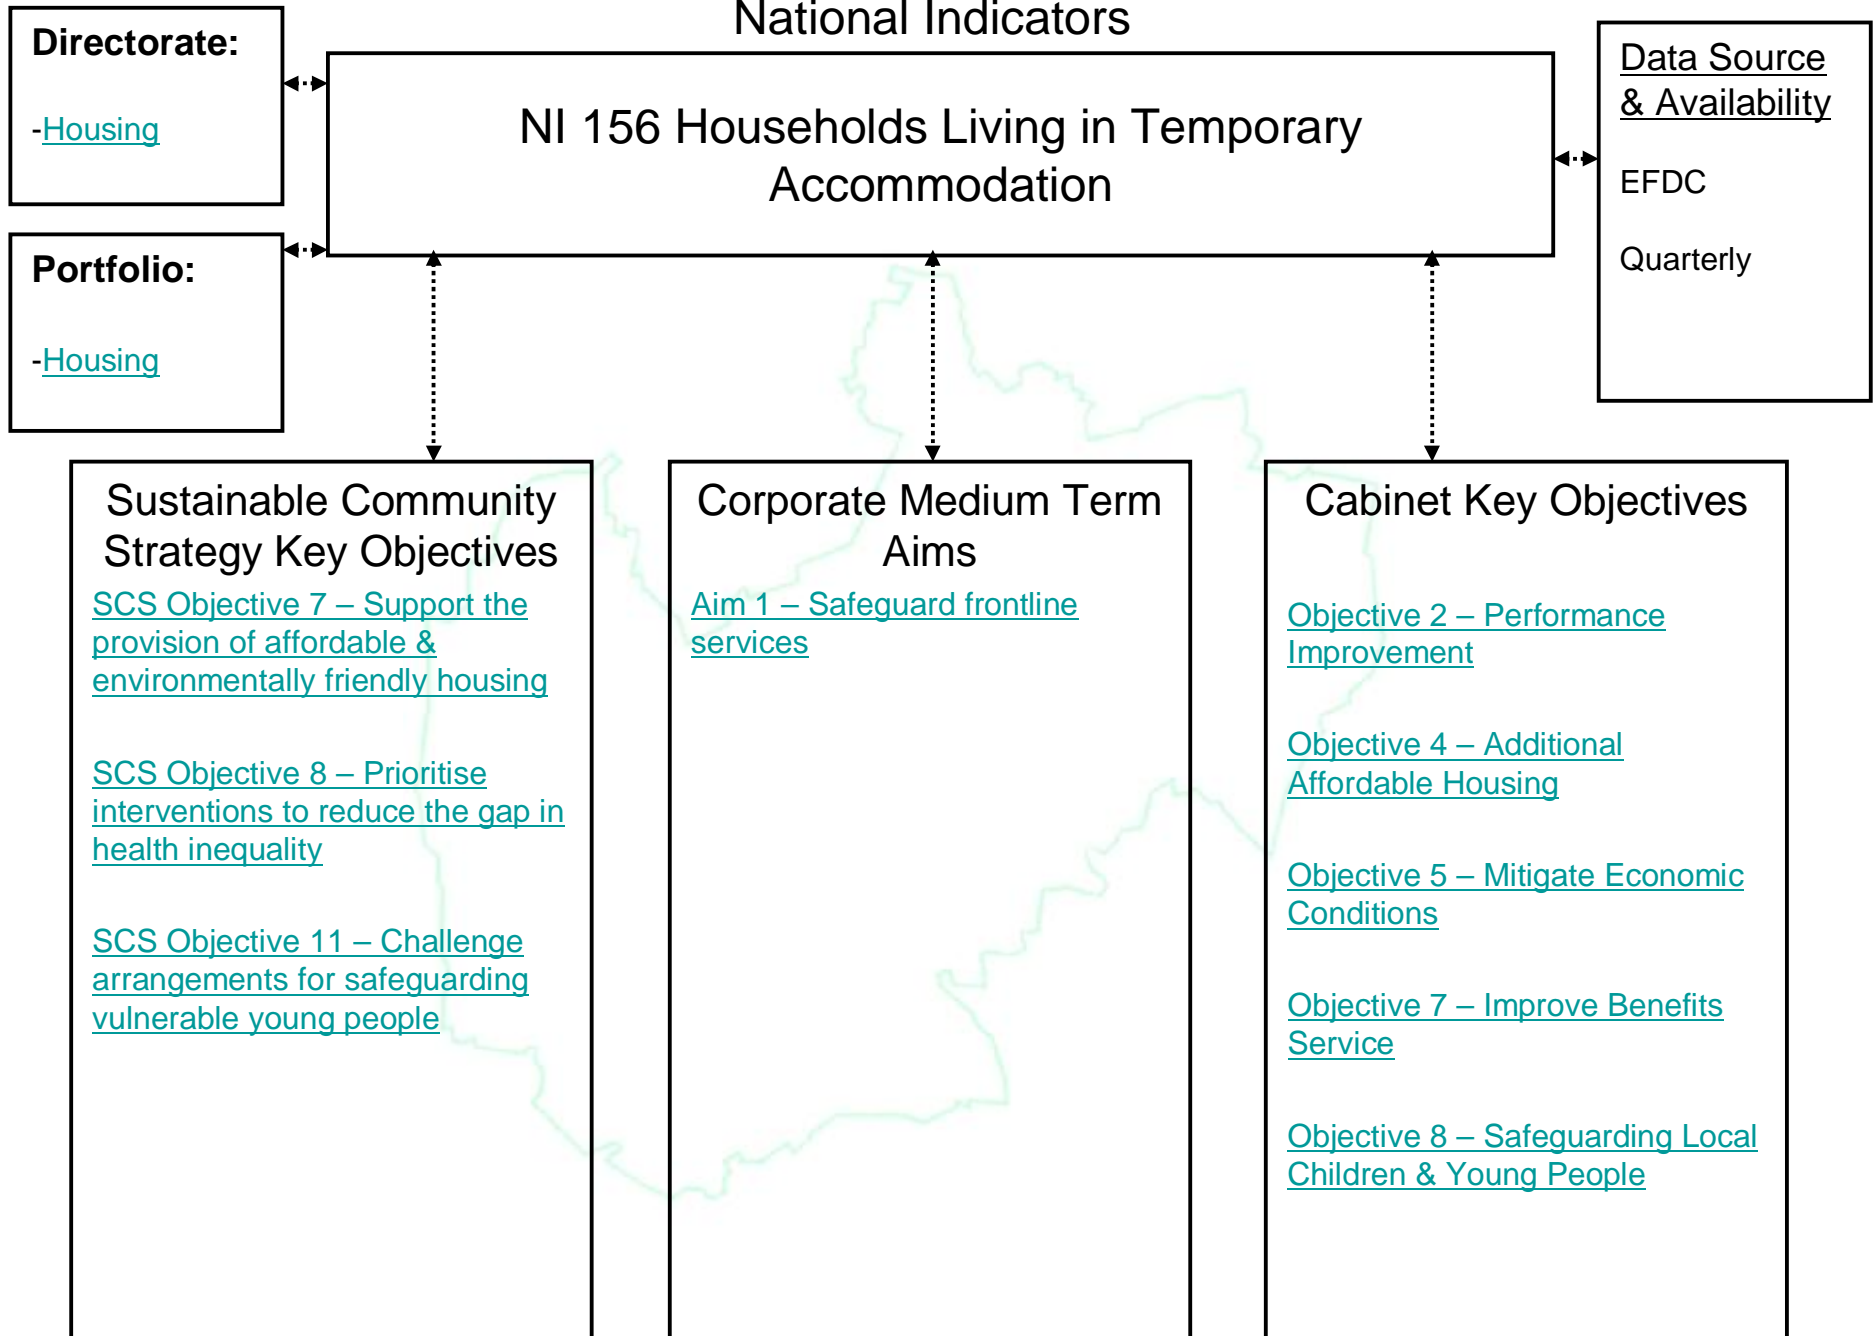 National Indicators
Directorate:
-Housing
NI 156 Households Living in Temporary
Accommodation
Data Source
& Availability
EFDC
Quarterly
Portfolio:
-Housing
Sustainable Community
Strategy Key Objectives
SCS Objective 7 – Support the
provision of affordable &
environmentally friendly housing
SCS Objective 8 – Prioritise
interventions to reduce the gap in
health inequality
SCS Objective 11 – Challenge
arrangements for safeguarding
vulnerable young people
Corporate Medium Term
Aims
Aim 1 – Safeguard frontline
services
Cabinet Key Objectives
Objective 2 – Performance
Improvement
Objective 4 – Additional
Affordable Housing
Objective 5 – Mitigate Economic
Conditions
Objective 7 – Improve Benefits
Service
Objective 8 – Safeguarding Local
Children & Young People